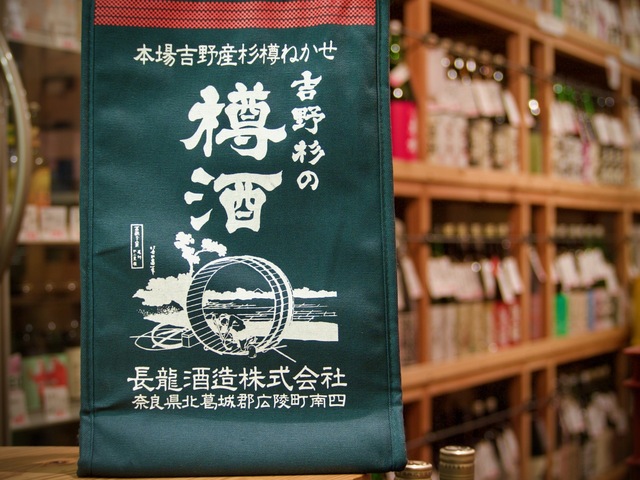 本場吉野産杉樽ねかせ
吉野杉の
樽酒
長龍酒造株式会社
奈良県北葛城郡広陵町南四